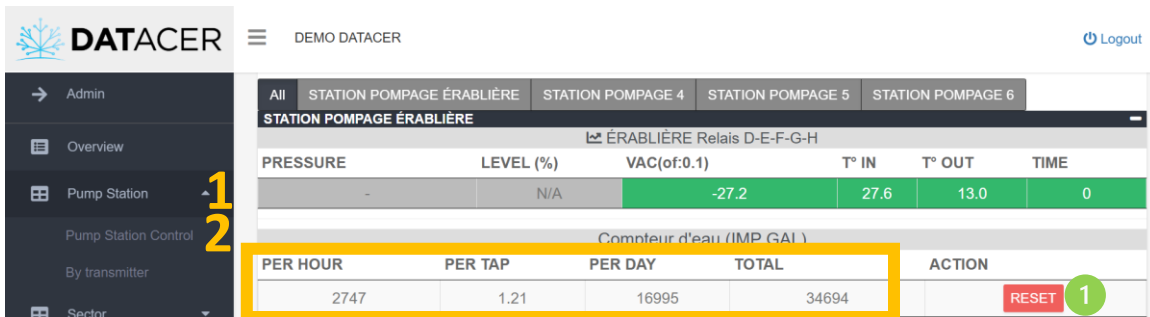 DATACER
DEMO DATACER
Logout
Admin
Overview
Pump Station 1
Pump Station Control 2
By transmitter
Sector
All STATION POMPAGE ÉRABLIÈRE STATION POMPAGE 4 STATION POMPAGE 5 STATION POMPAGE 6
STATION POMPAGE ÉRABLIÈRE
ÉRABLIÈRE Relais D-E-F-G-H
PRESSURE LEVEL (%) VAC(of:0.1) T° IN T° OUT TIME
- N/A -27.2 27.6 13.0 0
Compteur d'eau (IMP GAL)
PER HOUR PER TAP PER DAY TOTAL ACTION
2747 1.21 16995 34694 RESET 1